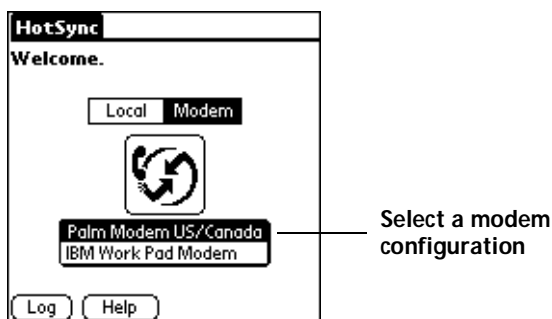 HotSync
Welcome.
Local Modem
Palm Modem US/Canada
IBM Work Pad Modem
Select a modem
configuration
Log Help